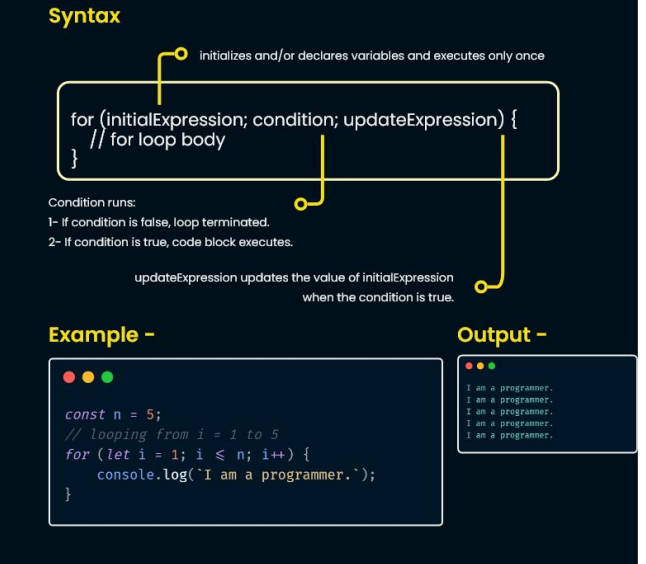 Syntax
initializes and/or declares variables and executes only once
for (initialExpression; condition; updateExpression) {
// for loop body
}
Condition runs:
1- If condition is false, loop terminated.
2- If condition is true, code block executes.
updateExpression updates the value of initialExpression
when the condition is true.
Example -
const n = 5;
// looping from i = 1 to 5
for (let i = 1; i ⩽ n; i++) {
console.log(`I am a programmer.`);
}
Output -
I am a programmer.
I am a programmer.
I am a programmer.
I am a programmer.
I am a programmer.